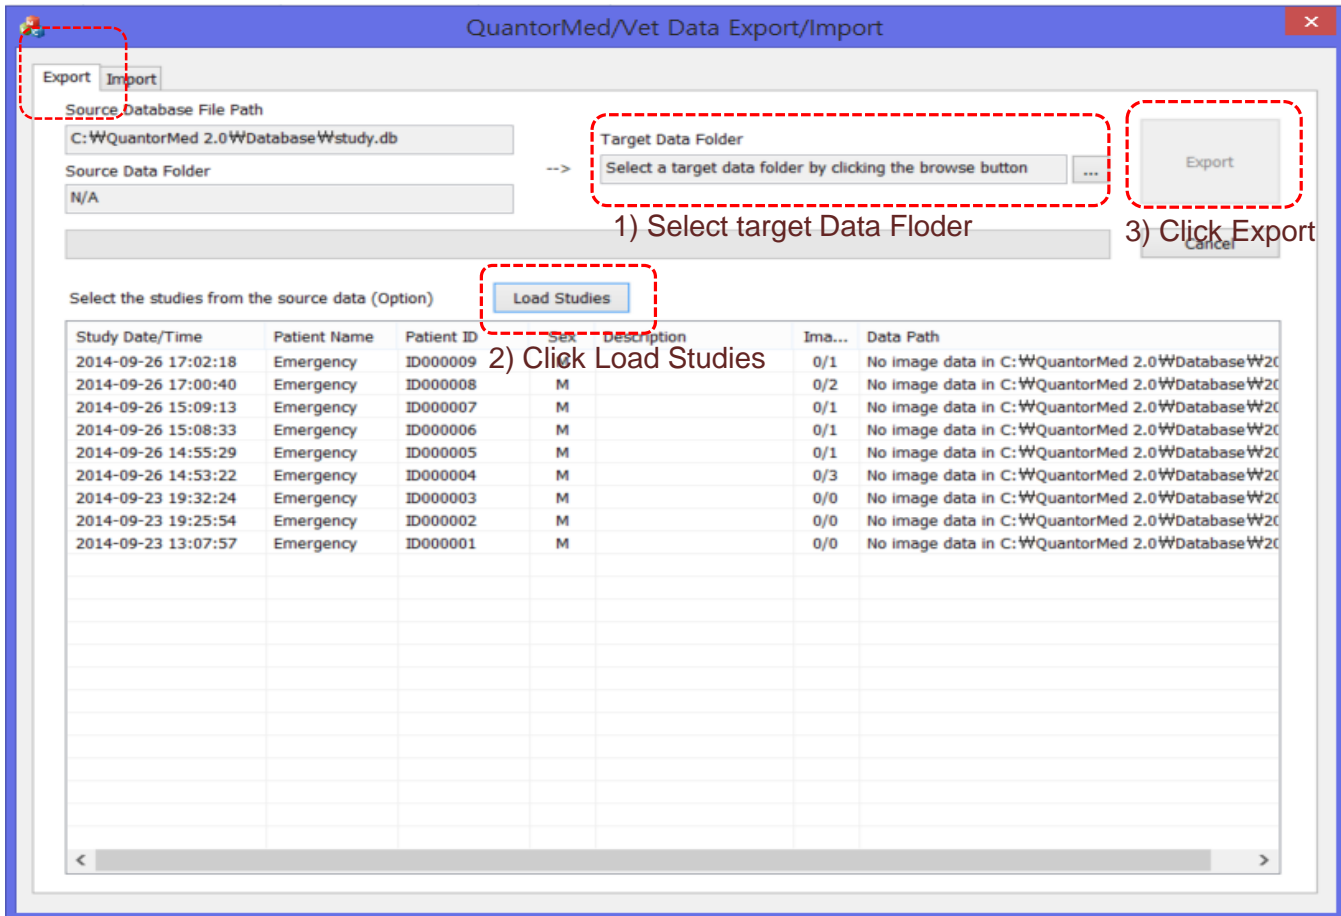 QuantorMed/Vet Data Export/Import
Export Import
Source Database File Path
C:₩QuantorMed 2.0₩Database₩study.db
Target Data Folder
Source Data Folder
-->
Select a target data folder by clicking the browse button ...
Export
N/A
1) Select target Data Floder
3) Click Export
Cancel
Select the studies from the source data (Option) Load Studies
2) Click Load Studies
Study Date/Time Patient Name Patient ID Sex Description Ima... Data Path
2014-09-26 17:02:18 Emergency ID000009 M 0/1 No image data in C:₩QuantorMed 2.0₩Database₩20
2014-09-26 17:00:40 Emergency ID000008 M 0/2 No image data in C:₩QuantorMed 2.0₩Database₩20
2014-09-26 15:09:13 Emergency ID000007 M 0/1 No image data in C:₩QuantorMed 2.0₩Database₩20
2014-09-26 15:08:33 Emergency ID000006 M 0/1 No image data in C:₩QuantorMed 2.0₩Database₩20
2014-09-26 14:55:29 Emergency ID000005 M 0/1 No image data in C:₩QuantorMed 2.0₩Database₩20
2014-09-26 14:53:22 Emergency ID000004 M 0/3 No image data in C:₩QuantorMed 2.0₩Database₩20
2014-09-23 19:32:24 Emergency ID000003 M 0/0 No image data in C:₩QuantorMed 2.0₩Database₩20
2014-09-23 19:25:54 Emergency ID000002 M 0/0 No image data in C:₩QuantorMed 2.0₩Database₩20
2014-09-23 13:07:57 Emergency ID000001 M 0/0 No image data in C:₩QuantorMed 2.0₩Database₩20